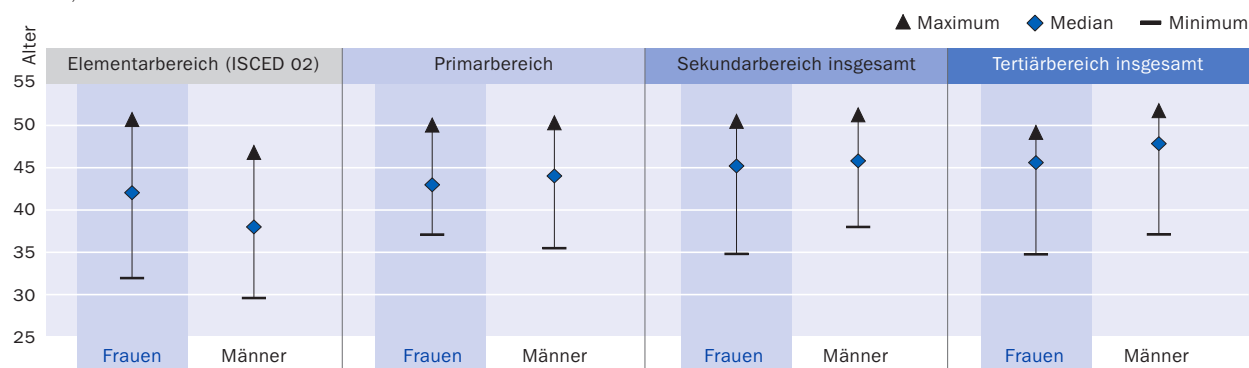 Maximum Median Minimum
Alter
Elementarbereich (ISCED 02) Primarbereich Sekundarbereich insgesamt Tertiärbereich insgesamt
55
50
45
40
35
30
25
Frauen Männer Frauen Männer Frauen Männer Frauen Männer